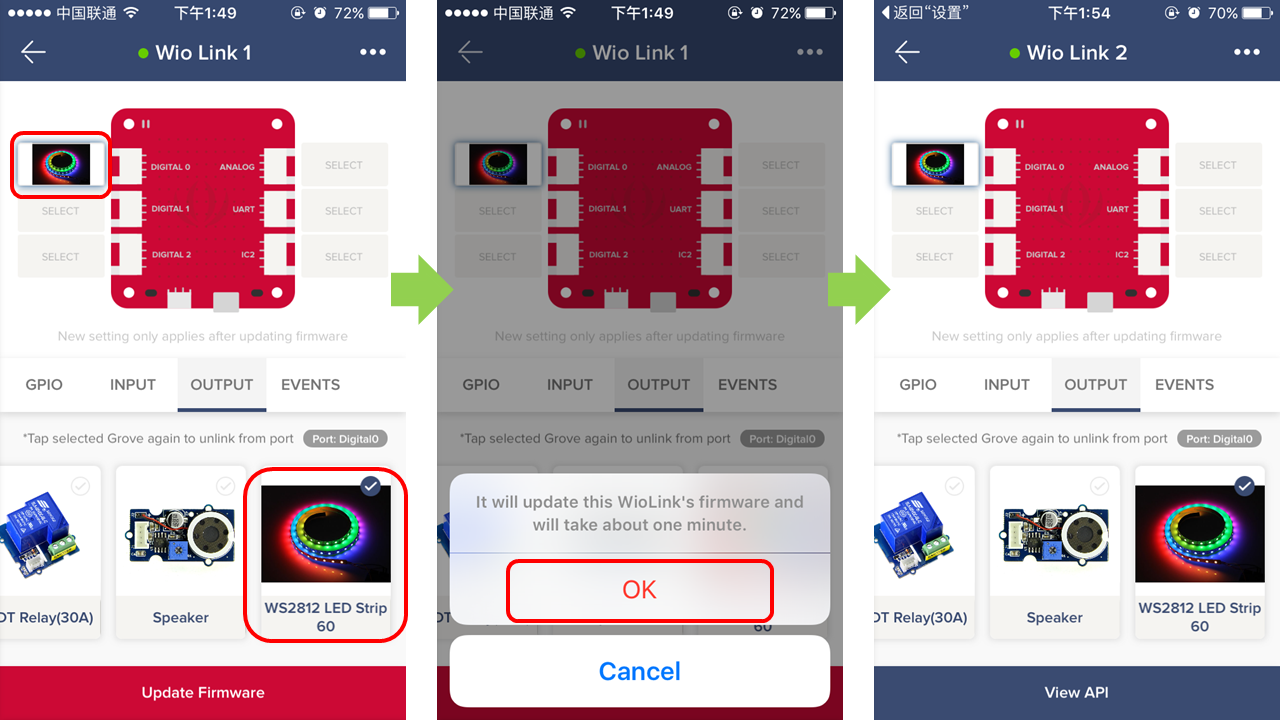 中国联通 下午1:49 72%
Wio Link 1
DIGITAL 0 ANALOG SELECT
SELECT DIGITAL 1 UART SELECT
SELECT DIGITAL 2 IC2 SELECT
New setting only applies after updating firmware
GPIO INPUT OUTPUT EVENTS
*Tap selected Grove again to unlink from port Port: Digital0
DT Relay(30A) Speaker WS2812 LED Strip
60
Update Firmware
中国联通 下午1:49 72%
Wio Link 1
DIGITAL 0 ANALOG SELECT
SELECT DIGITAL 1 UART SELECT
SELECT DIGITAL 2 IC2 SELECT
New setting only applies after updating firmware
GPIO INPUT OUTPUT EVENTS
*Tap selected Grove again to unlink from port Port: Digital0
It will update this WioLink's firmware and
will take about one minute.
OK
60
Cancel
返回“设置” 下午1:54 70%
Wio Link 2
DIGITAL 0 ANALOG SELECT
SELECT DIGITAL 1 UART SELECT
SELECT DIGITAL 2 IC2 SELECT
New setting only applies after updating firmware
GPIO INPUT OUTPUT EVENTS
*Tap selected Grove again to unlink from port Port: Digital0
DT Relay(30A) Speaker WS2812 LED Strip
60
View API